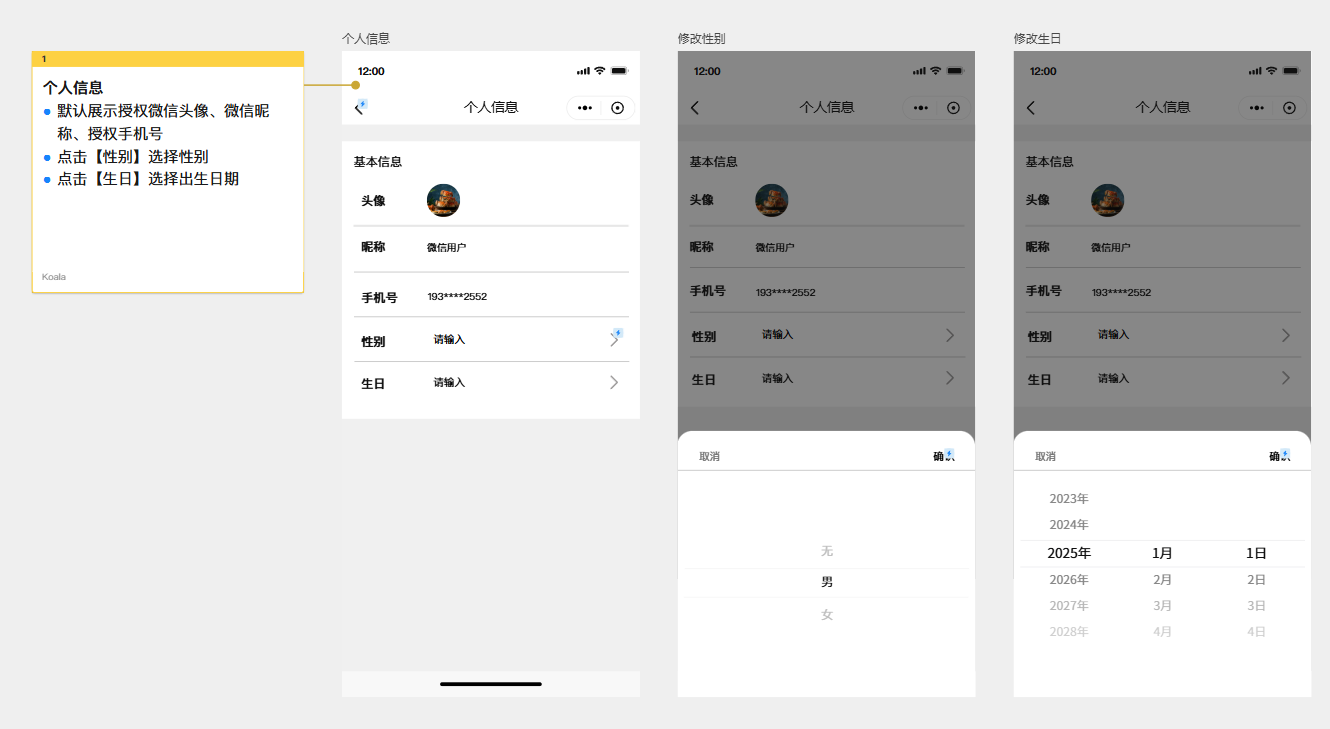 1
个人信息
默认展示授权微信头像、微信昵
称、授权手机号
点击【性别】选择性别
点击【生日】选择出生日期
Koala
个人信息
12:00
个人信息
基本信息
头像
昵称 微信用户
手机号 193****2552
性别 请输入
生日 请输入
修改性别
12:00
个人信息
基本信息
头像
昵称 微信用户
手机号 193****2552
性别 请输入
生日 请输入
取消 确认
无
男
女
修改生日
12:00
个人信息
基本信息
头像
昵称 微信用户
手机号 193****2552
性别 请输入
生日 请输入
取消 确认
2023年
2024年
2025年 1月 1日
2026年 2月 2日
2027年 3月 3日
2028年 4月 4日